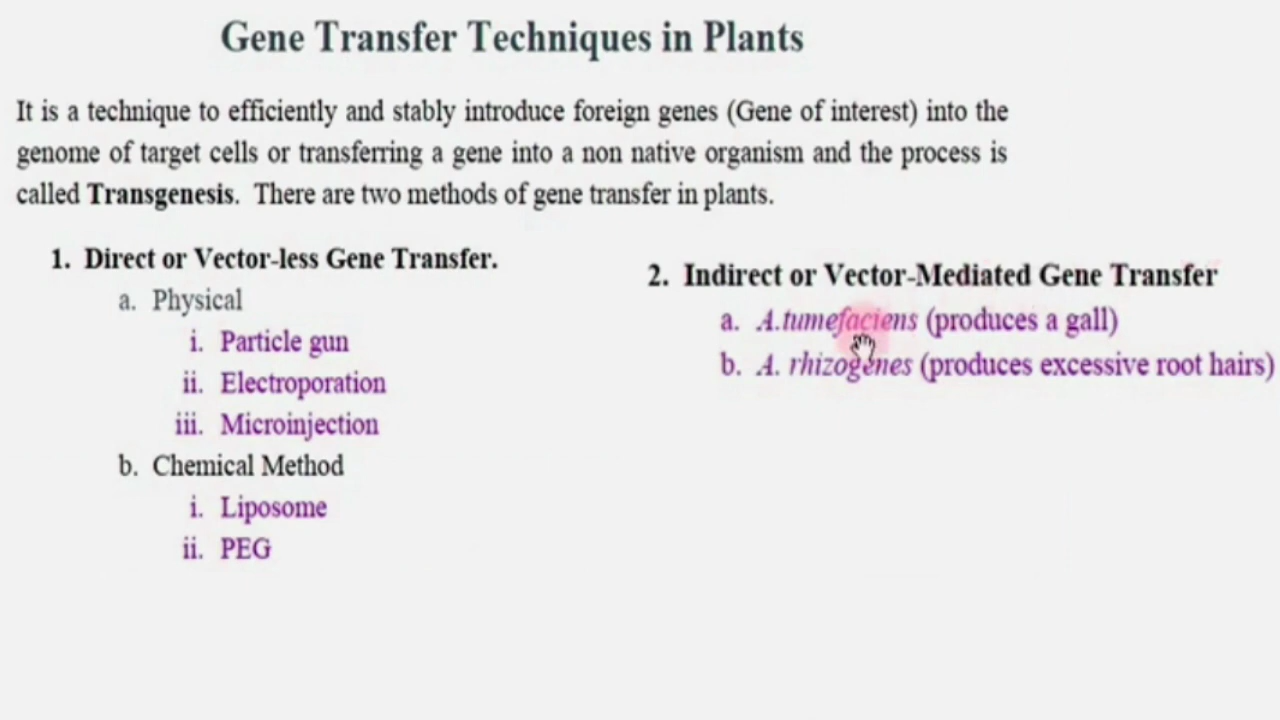 Gene Transfer Techniques in Plants
It is a technique to efficiently and stably introduce foreign genes (Gene of interest) into the
genome of target cells or transferring a gene into a non native organism and the process is
called Transgenesis. There are two methods of gene transfer in plants.
1. Direct or Vector-less Gene Transfer.
a. Physical
i. Particle gun
ii. Electroporation
iii. Microinjection
b. Chemical Method
i. Liposome
ii. PEG
2. Indirect or Vector-Mediated Gene Transfer
a. A.tumefaciens (produces a gall)
b. A. rhizogenes (produces excessive root hairs)